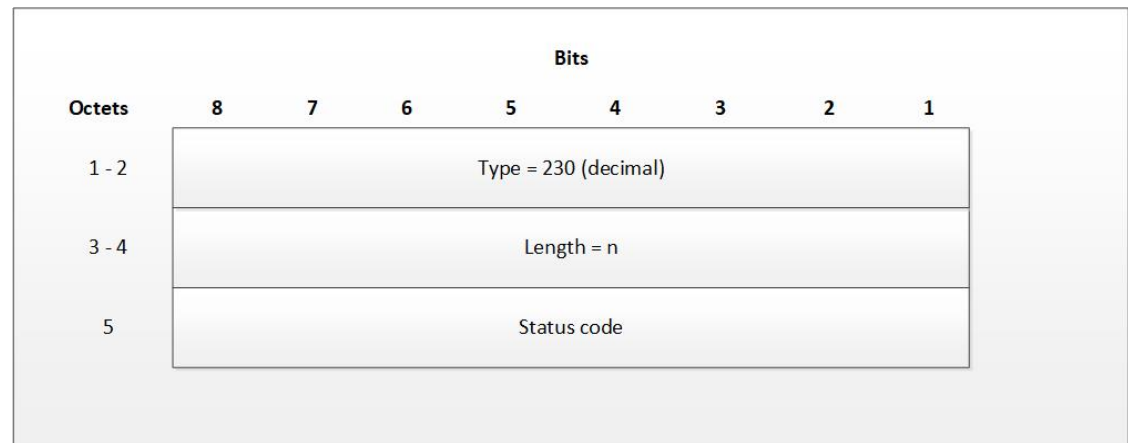 Bits
Octets 8 7 6 5 4 3 2 1
1 - 2 Type = 230 (decimal)
3 - 4 Length = n
5 Status code